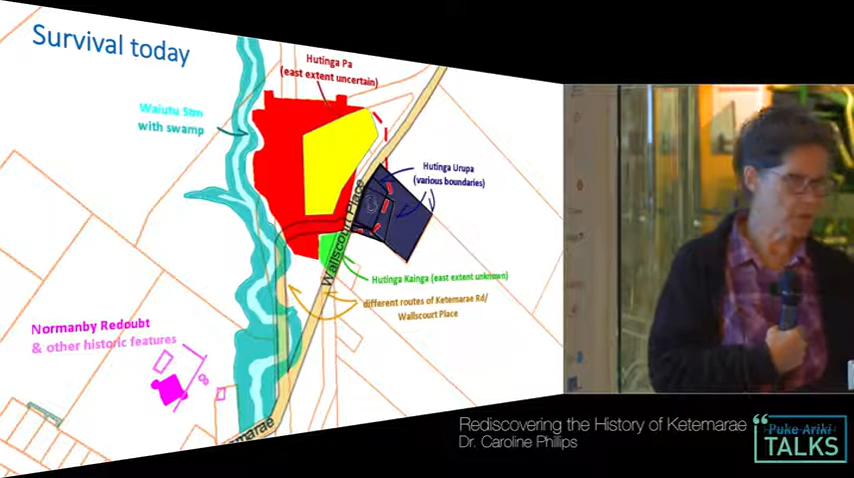 Survival today
Hutinga Pa
(east extent uncertain)
Waiutu Stm
with swamp
Hutinga Urupa
(various boundaries)
Wallscourt Place
Hutinga Kainga (east extent unknown)
different routes of Ketemarae Rd/
Wallscourt Place
Normanby Redoubt
& other historic features
marae
Rediscovering the History of Ketemarae
Dr. Caroline Phillips
“Puke Ariki
TALKS